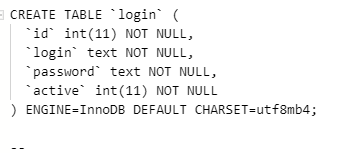 CREATE TABLE `login` (
`id` int(11) NOT NULL,
`login` text NOT NULL,
`password` text NOT NULL,
`active` int(11) NOT NULL
) ENGINE=InnoDB DEFAULT CHARSET=utf8mb4;
--